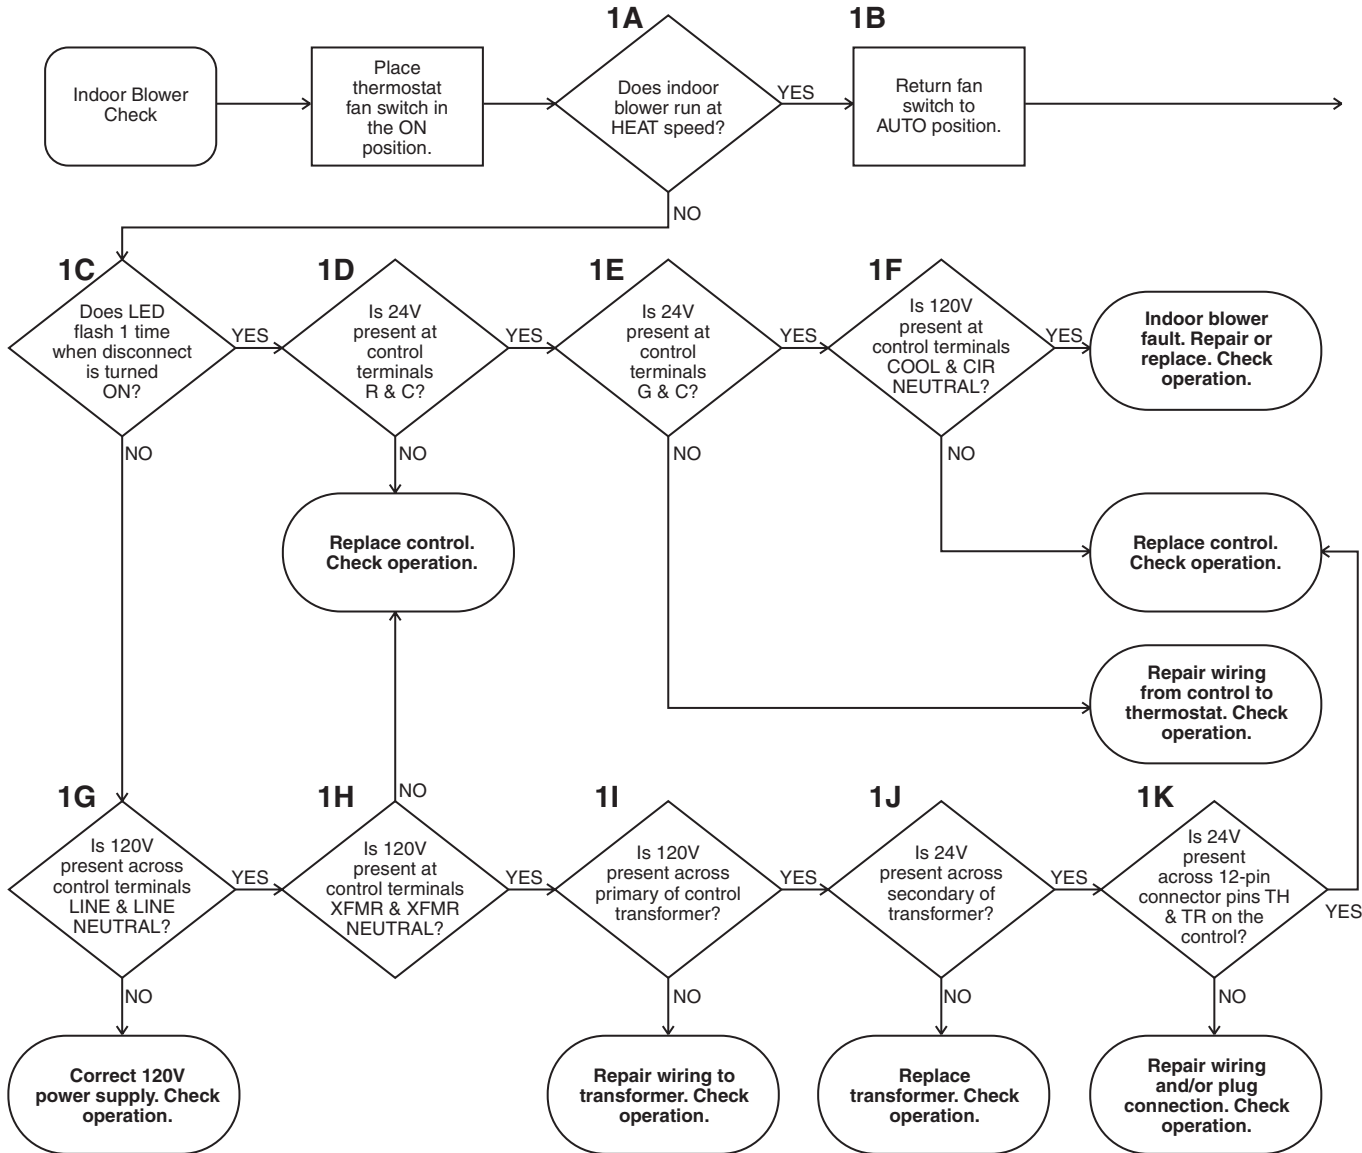 1A
1B
Indoor Blower
Check
Place
thermostat
fan switch in
the ON
position.
Does indoor
blower run at
HEAT speed?
YES
Return fan
switch to
AUTO position.
NO
1C
Does LED
flash 1 time
when disconnect
is turned
ON?
YES
1D
Is 24V
present at
control
terminals
R & C?
YES
1E
Is 24V
present at
control
terminals
G & C?
YES
1F
Is 120V
present at
control terminals
COOL & CIR
NEUTRAL?
YES
Indoor blower
fault. Repair or
replace. Check
operation.
NO
NO
NO
NO
Replace control.
Check operation.
Replace control.
Check operation.
Repair wiring
from control to
thermostat. Check
operation.
1G
Is 120V
present across
control terminals
LINE & LINE
NEUTRAL?
YES
1H
NO
Is 120V
present at
control terminals
XFMR & XFMR
NEUTRAL?
YES
1I
Is 120V
present across
primary of control
transformer?
YES
1J
Is 24V
present across
secondary of
transformer?
YES
1K
Is 24V
present
across 12-pin
connector pins TH
& TR on the
control?
YES
NO
NO
NO
NO
Correct 120V
power supply. Check
operation.
Repair wiring to
transformer. Check
operation.
Replace
transformer. Check
operation.
Repair wiring
and/or plug
connection. Check
operation.